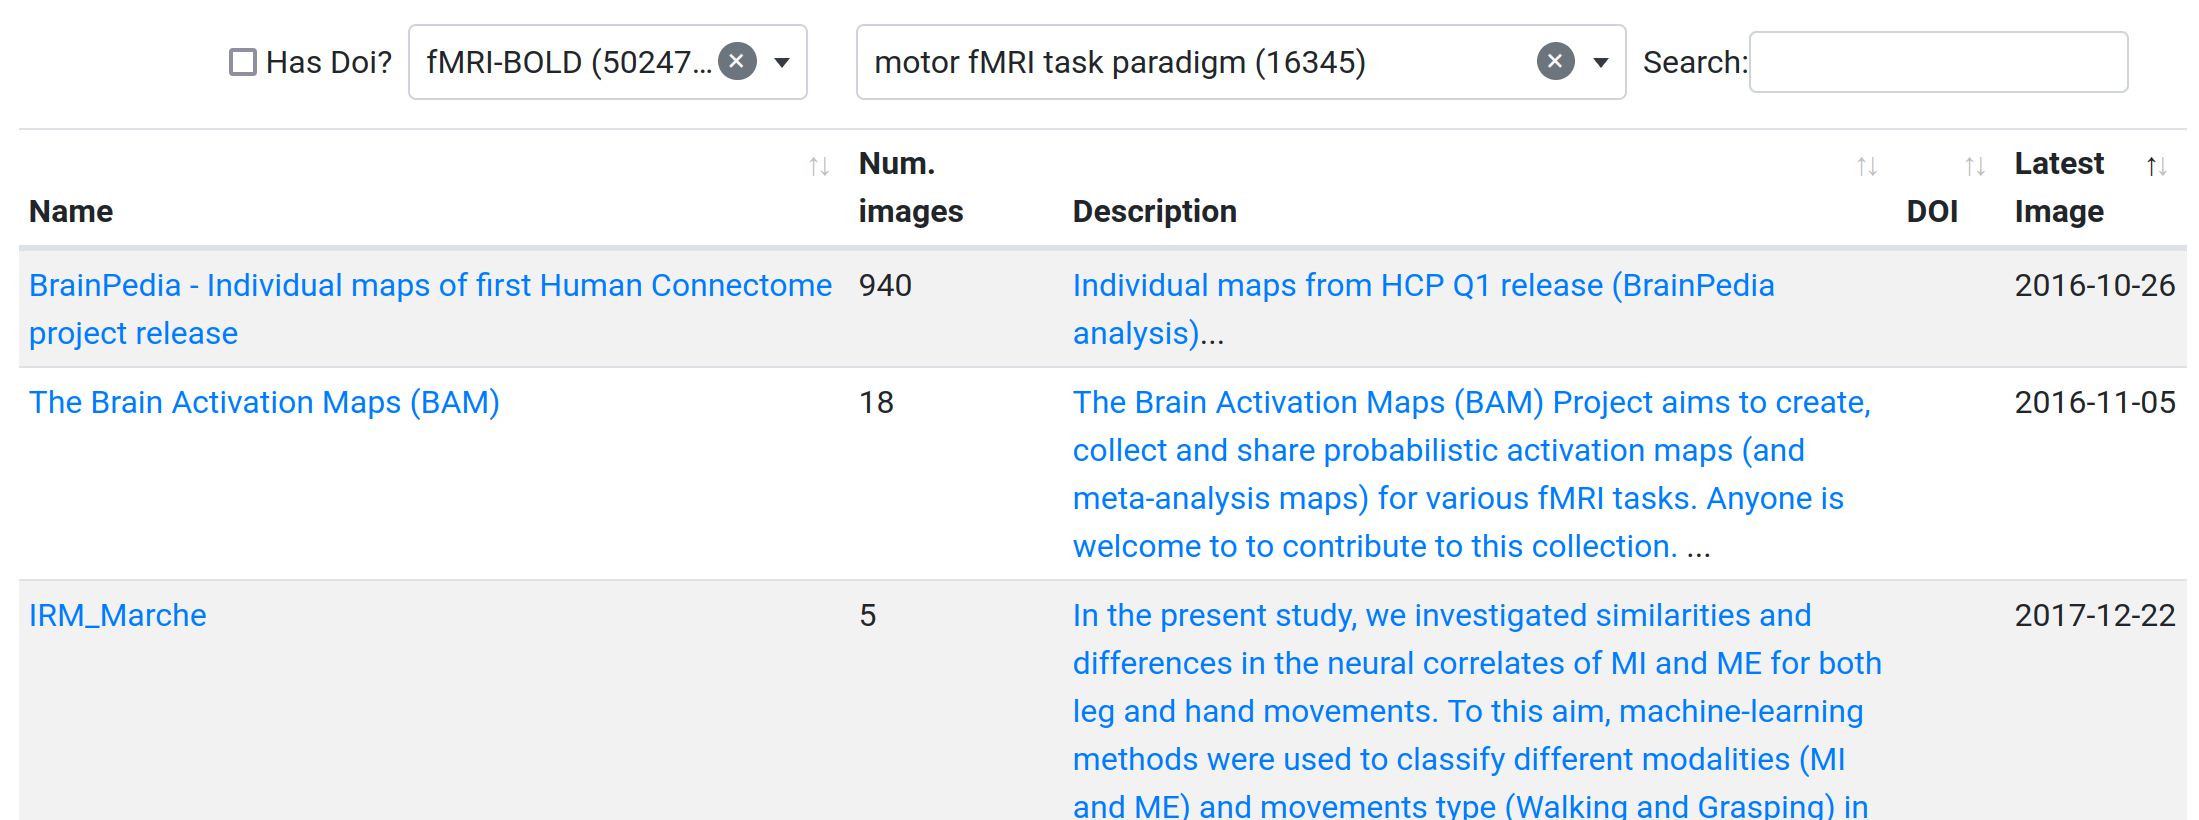 Has Doi? fMRI-BOLD (50247... motor fMRI task paradigm (16345) Search:
Name Num. images Description DOI Latest Image
BrainPedia - Individual maps of first Human Connectome
project release
940
Individual maps from HCP Q1 release (BrainPedia
analysis)...
2016-10-26
The Brain Activation Maps (BAM)
18
The Brain Activation Maps (BAM) Project aims to create,
collect and share probabilistic activation maps (and
meta-analysis maps) for various fMRI tasks. Anyone is
welcome to to contribute to this collection. ...
2016-11-05
IRM_Marche
5
In the present study, we investigated similarities and
differences in the neural correlates of MI and ME for both
leg and hand movements. To this aim, machine-learning
methods were used to classify different modalities (MI
and ME) and movements type (Walking and Grasping) in
2017-12-22